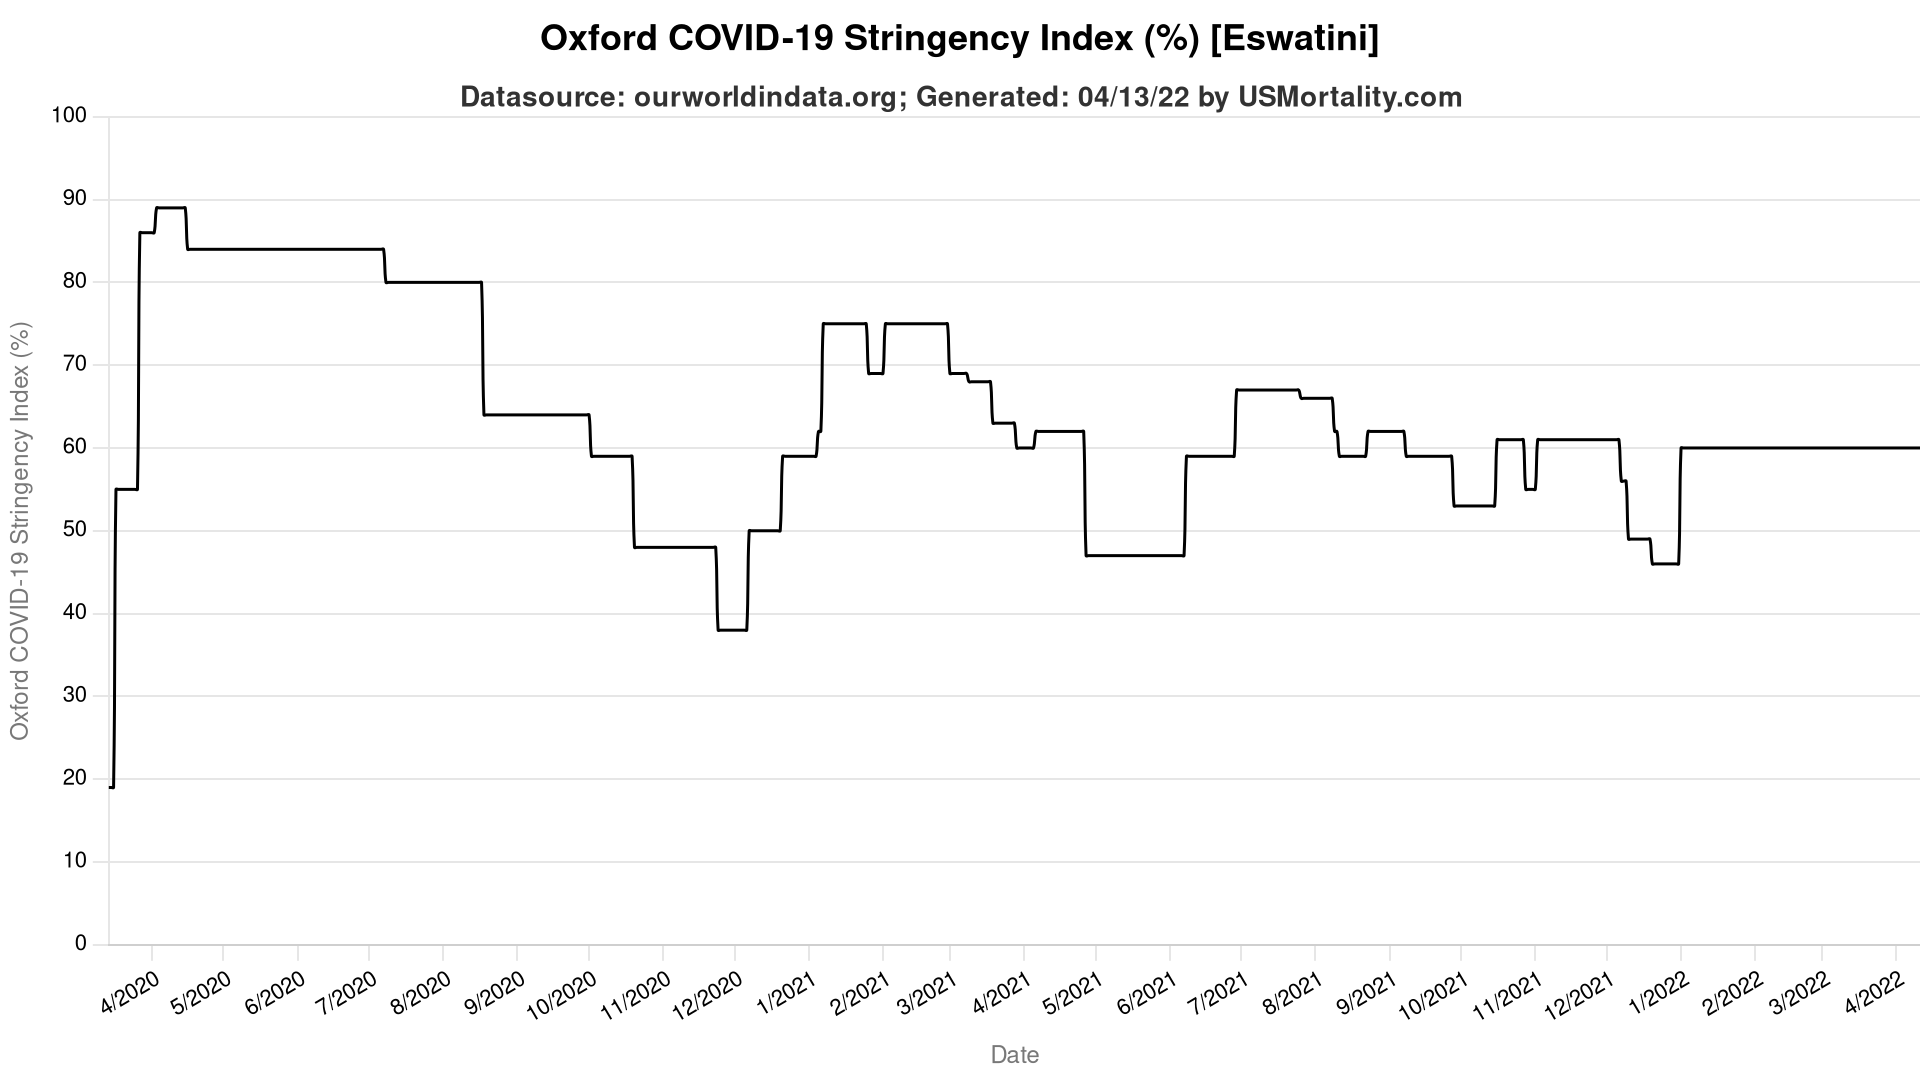 Oxford COVID-19 Stringency Index (%) [Eswatini]
Datasource: ourworldindata.org; Generated: 04/13/22 by USMortality.com
Oxford COVID-19 Stringency Index (%)
100
90
80
70
60
50
40
30
20
10
0
4/2020 5/2020 6/2020 7/2020 8/2020 9/2020 10/2020 11/2020 12/2020 1/2021 2/2021 3/2021 4/2021 5/2021 6/2021 7/2021 8/2021 9/2021 10/2021 11/2021 12/2021 1/2022 2/2022 3/2022 4/2022
Date